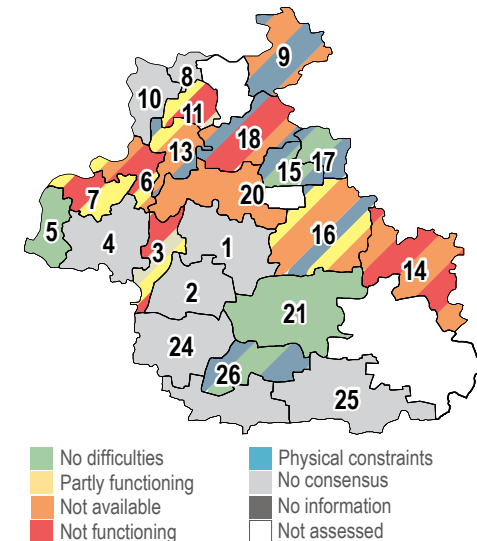 9
8
10
11
18
13
15
17
6
7
20
5
4
3
1
16
14
2
21
24
26
25
No difficulties
Partly functioning
Not available
Not functioning
Physical constraints
No consensus
No information
Not assessed